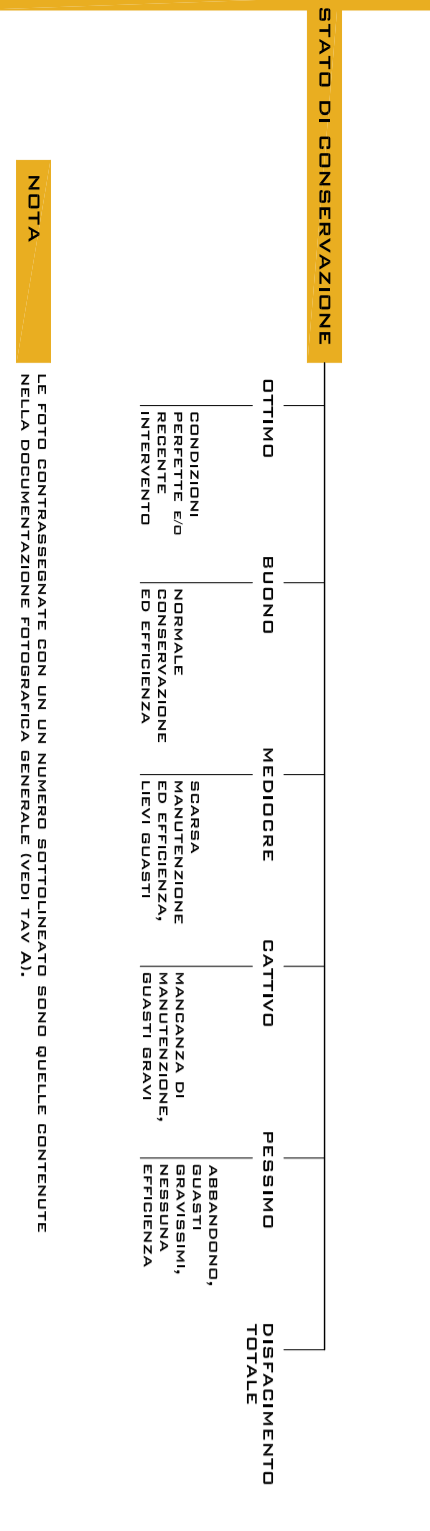 STATO DI CONSERVAZIONE
OTTIMO
CONDIZIONI
PERFETTE E/O
RECENTE
INTERVENTO
BUONO
NORMALE
CONSERVAZIONE
ED EFFICIENZA
MEDIOCRE
SCARSA
MANUTENZIONE
ED EFFICIENZA,
LIEVI GUASTI
CATTIVO
MANCANZA DI
MANUTENZIONE,
GUASTI GRAVI
PESSIMO
ABBANDONO,
GUASTI
GRAVISSIMI,
NESSUNA
EFFICIENZA
DISFACIMENTO
TOTALE
NOTA
LE FOTO CONTRASSEGNATE CON UN UN NUMERO SOTTOLINEATO SONO QUELLE CONTENUTE
NELLA DOCUMENTAZIONE FOTOGRAFICA GENERALE (VEDI TAV A).